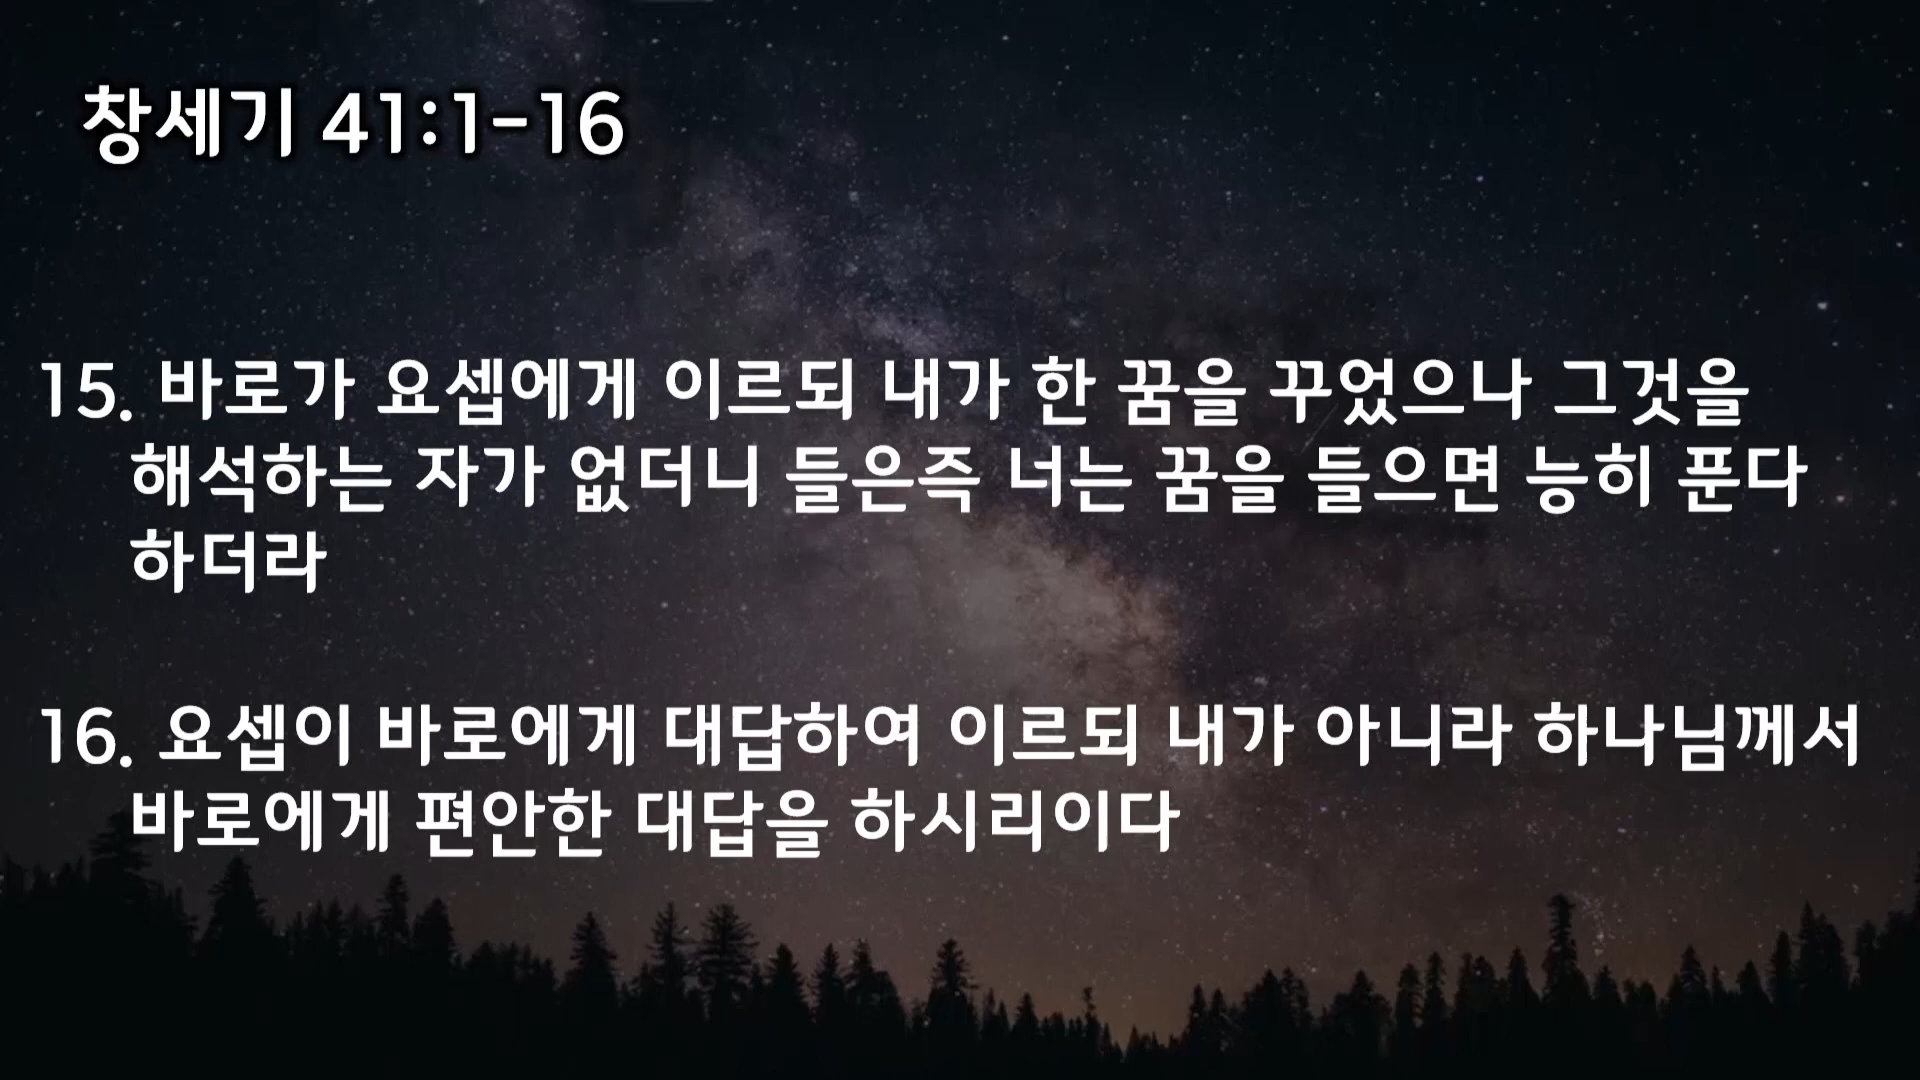 창세기 41:1-16
15. 바로가 요셉에게 이르되 내가 한 꿈을 꾸었으나 그것을
해석하는 자가 없더니 들은즉 너는 꿈을 들으면 능히 푼다
하더라
16. 요셉이 바로에게 대답하여 이르되 내가 아니라 하나님께서
바로에게 편안한 대답을 하시리이다